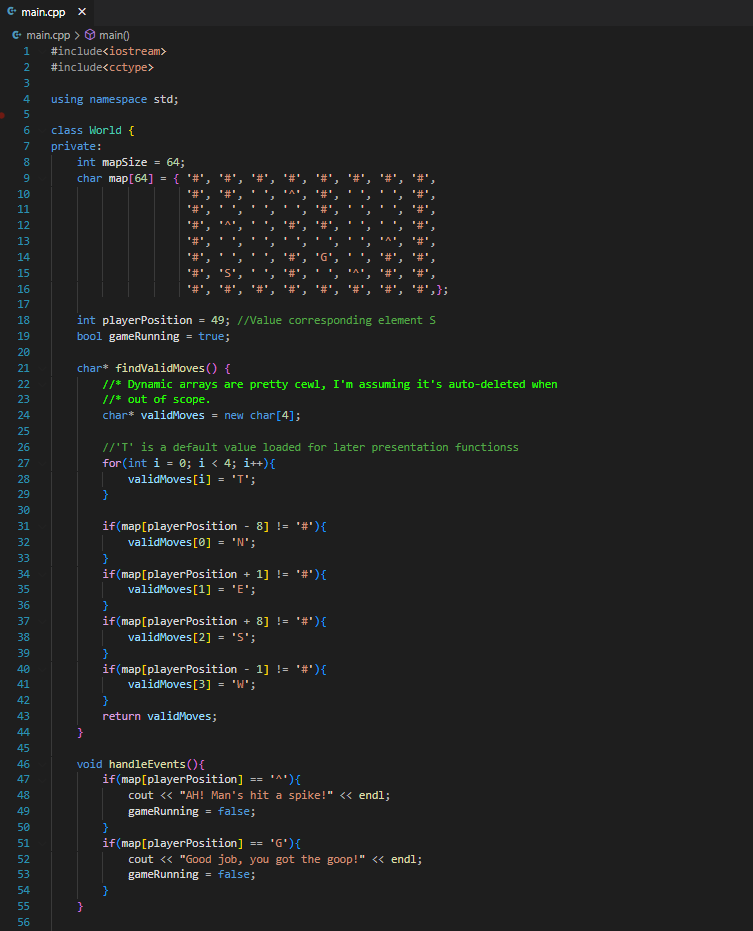 main.cpp ×
main.cpp > main()
1 #include<iostream>
2 #include<cctype>
3
4 using namespace std;
5
6 class World {
7 private:
8     int mapSize = 64;
9     char map[64] = { '#', '#', '#', '#', '#', '#', '#', '#',
10                      '#', '#', ' ', '^', '#', ' ', ' ', '#',
11                      '#', ' ', ' ', ' ', '#', ' ', ' ', '#',
12                      '#', '^', ' ', '#', '#', ' ', ' ', '#',
13                      '#', ' ', ' ', ' ', ' ', ' ', '^', '#',
14                      '#', ' ', ' ', '#', 'G', ' ', '#', '#',
15                      '#', 'S', ' ', '#', ' ', '^', '#', '#',
16                      '#', '#', '#', '#', '#', '#', '#', '#',};
17
18     int playerPosition = 49; //Value corresponding element S
19     bool gameRunning = true;
20
21     char* findValidMoves() {
22         //* Dynamic arrays are pretty cewl, I'm assuming it's auto-deleted when
23         //* out of scope.
24         char* validMoves = new char[4];
25
26         //'T' is a default value loaded for later presentation functionss
27         for(int i = 0; i < 4; i++){
28             validMoves[i] = 'T';
29         }
30
31         if(map[playerPosition - 8] != '#'){
32             validMoves[0] = 'N';
33         }
34         if(map[playerPosition + 1] != '#'){
35             validMoves[1] = 'E';
36         }
37         if(map[playerPosition + 8] != '#'){
38             validMoves[2] = 'S';
39         }
40         if(map[playerPosition - 1] != '#'){
41             validMoves[3] = 'W';
42         }
43         return validMoves;
44     }
45
46     void handleEvents(){
47         if(map[playerPosition] == '^'){
48             cout << "AH! Man's hit a spike!" << endl;
49             gameRunning = false;
50         }
51         if(map[playerPosition] == 'G'){
52             cout << "Good job, you got the goop!" << endl;
53             gameRunning = false;
54         }
55     }
56